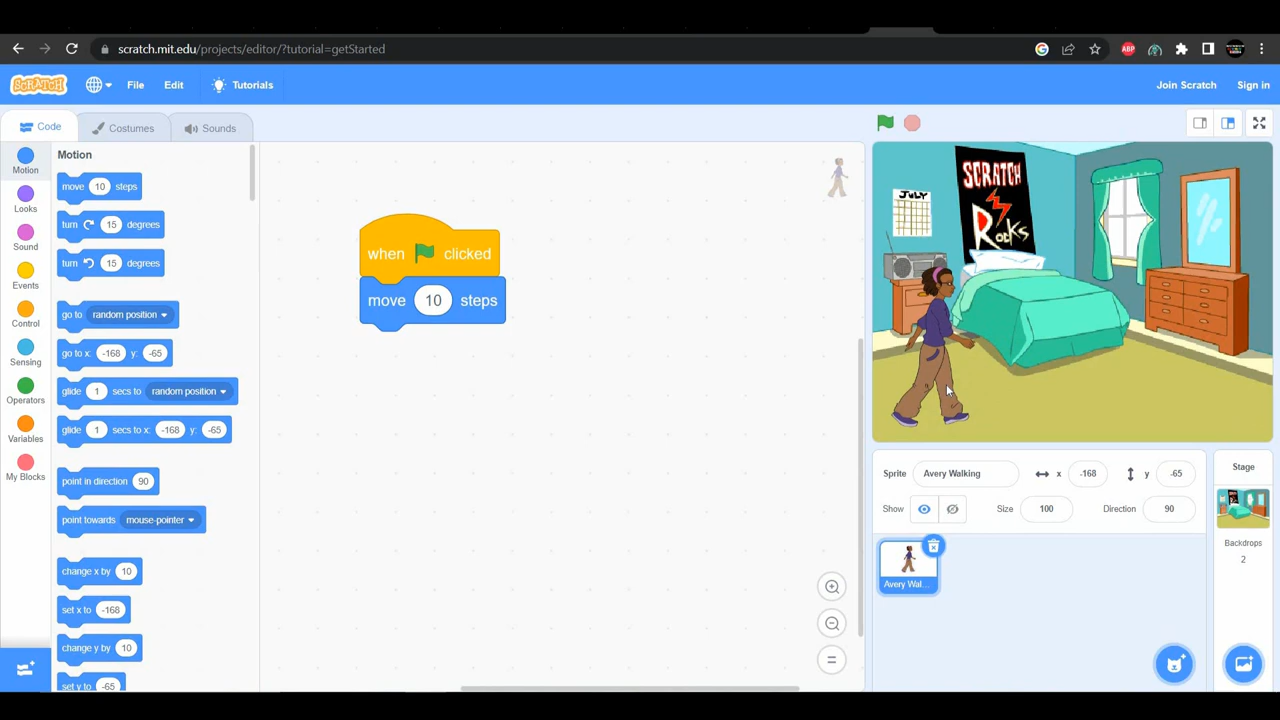 scratch.mit.edu/projects/editor/?tutorial=getStarted
ABP
SCRATCH
File
Edit
Tutorials
Join Scratch
Sign in
Code
Costumes
Sounds
Motion
Looks
Sound
Events
Control
Sensing
Operators
Variables
My Blocks
Motion
move 10 steps
turn 15 degrees
turn 15 degrees
go to random position
go to x: -168 y: -65
glide 1 secs to random position
glide 1 secs to x: -168 y: -65
point in direction 90
point towards mouse-pointer
change x by 10
set x to -168
change y by 10
set y to -65
when clicked
move 10 steps
JULY
SCRATCH
Rocks
Sprite Avery Walking x -168 y -65
Show Size 100 Direction 90
Avery Wal...
Stage
Backdrops
2